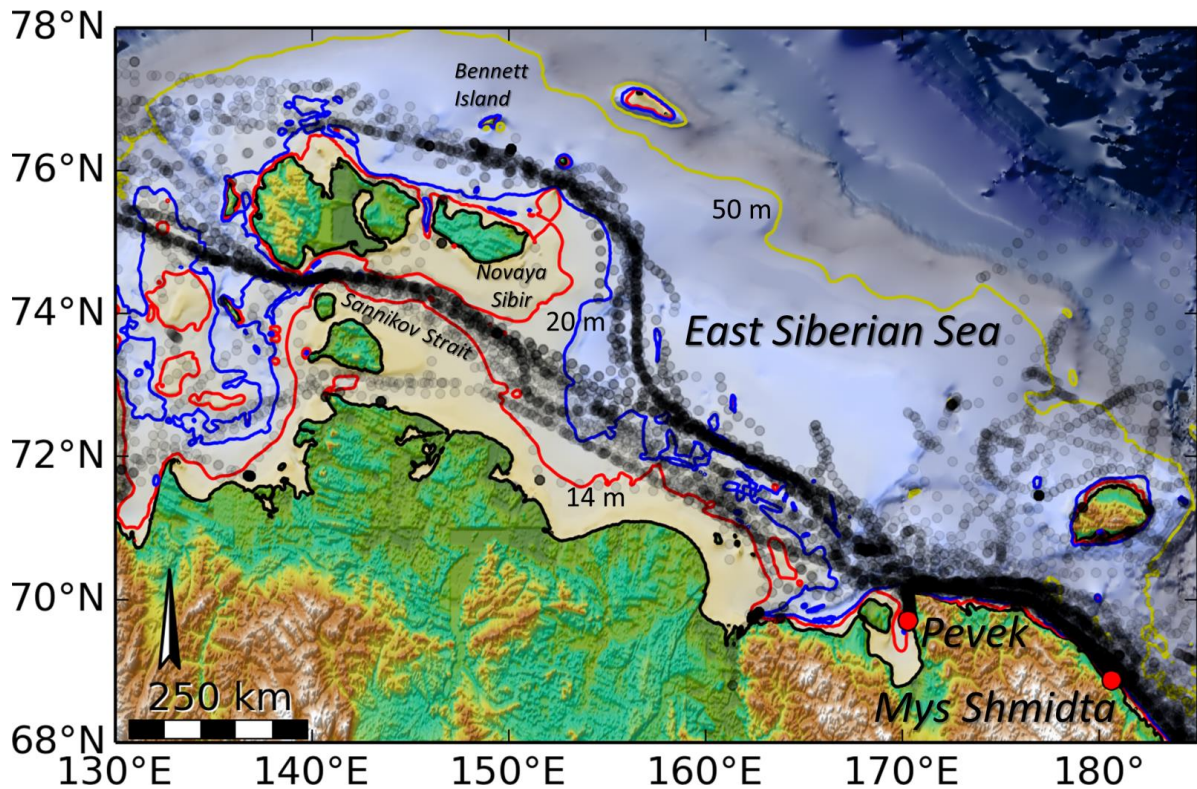 78°N
Bennett
Island
76°N
50 m
Novaya
Sibir
74°N
Sannikov Strait
20 m
East Siberian Sea
72°N
14 m
70°N
Pevek
250 km
Mys Shmidta
68°N
130°E
140°E
150°E
160°E
170°E
180°